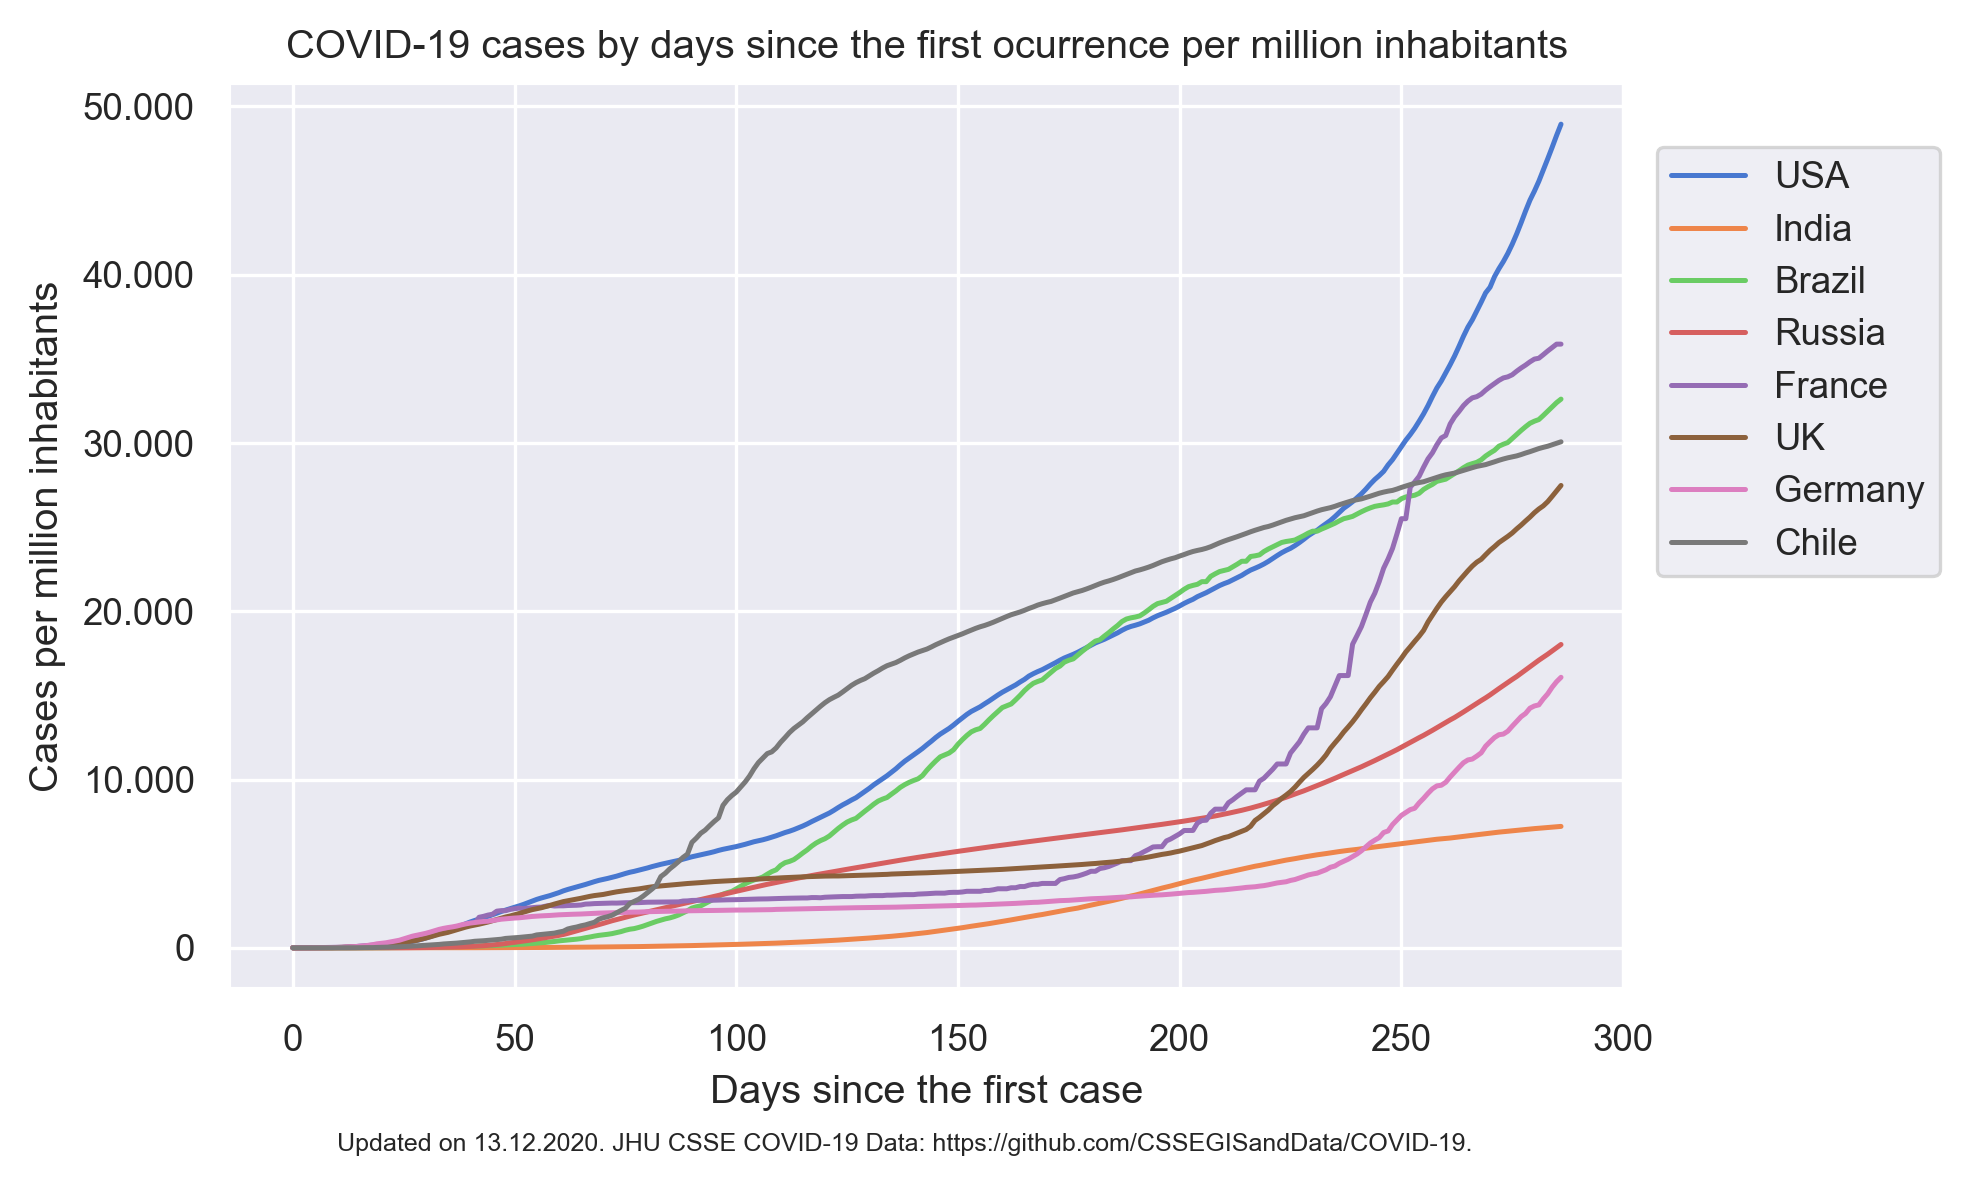 COVID-19 cases by days since the first ocurrence per million inhabitants
Cases per million inhabitants
50.000
40.000
30.000
20.000
10.000
0
0 50 100 150 200 250 300
Days since the first case
USA
India
Brazil
Russia
France
UK
Germany
Chile
Updated on 13.12.2020. JHU CSSE COVID-19 Data: https://github.com/CSSEGISandData/COVID-19.